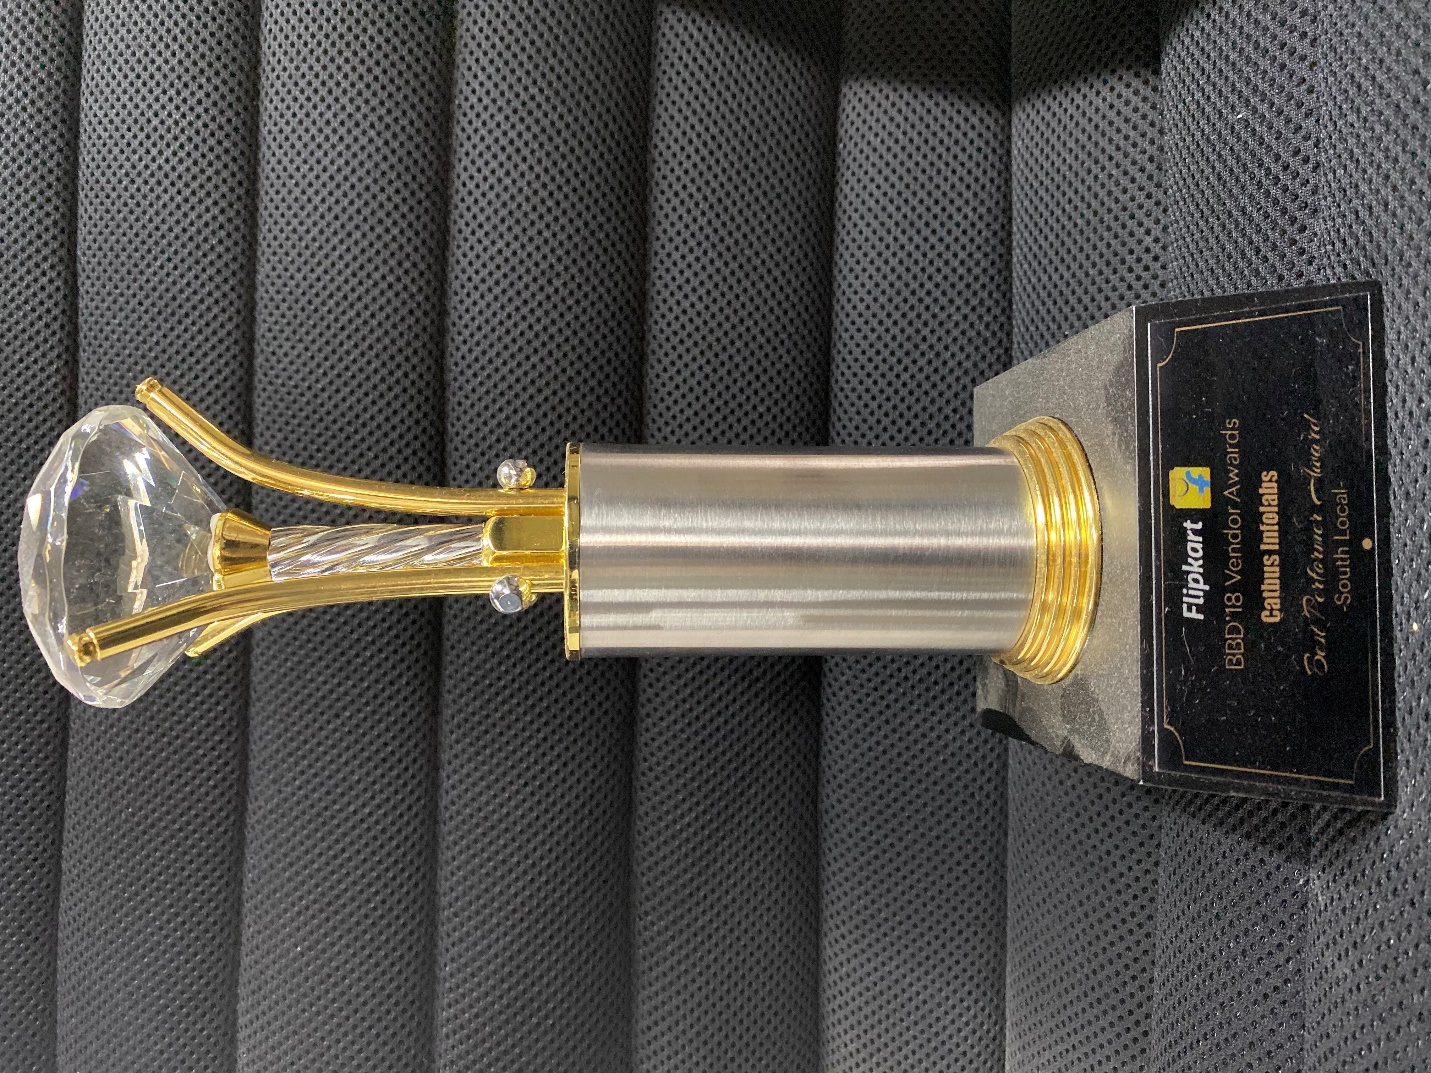 Flipkart
BBD'18 Vendor Awards
Catbus Infolabs
Best Performer Award
-South Local-